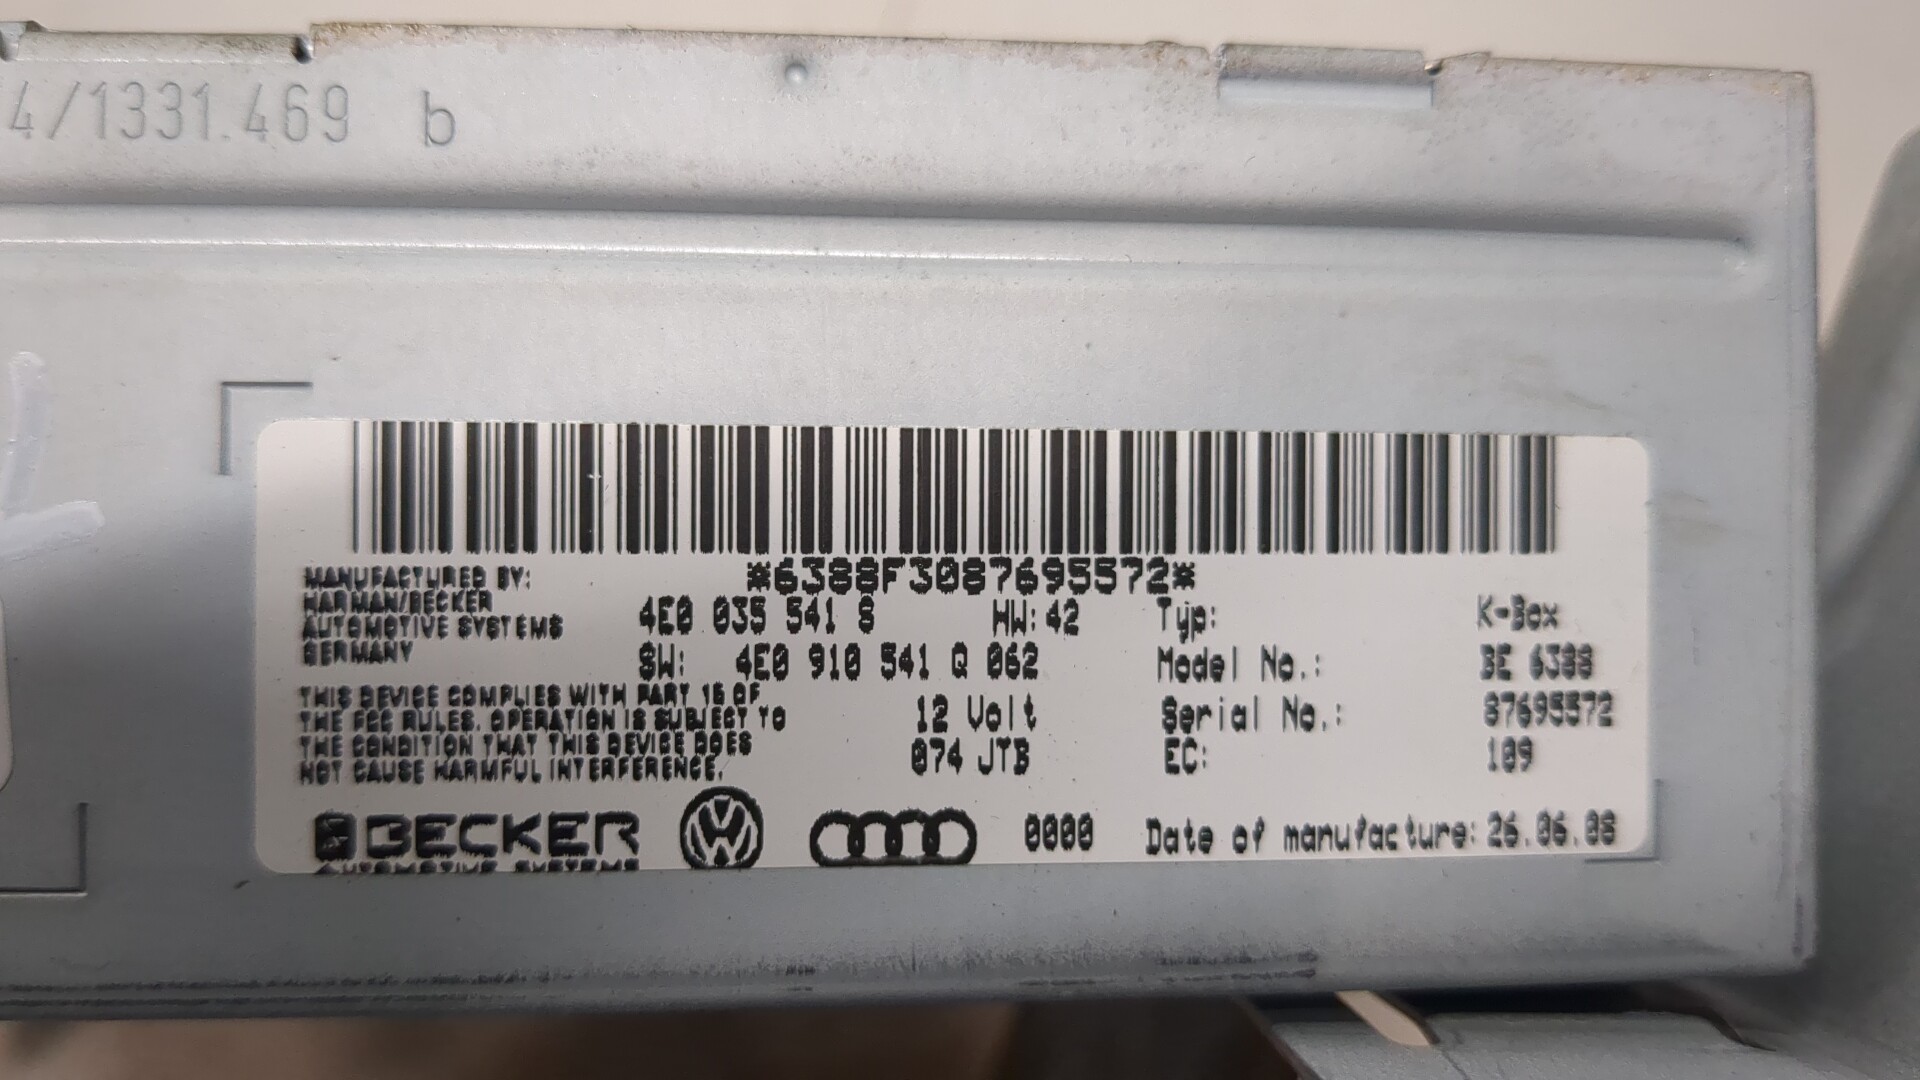 4/1331.469 b
*6388F3087695572*
MANUFACTURED BY:
HARMAN/BECKER
AUTOMOTIVE SYSTEMS
GERMANY
4E0 035 541 S HW: 42
SW: 4E0 910 541 Q 062
THIS DEVICE COMPLIES WITH PART 15 OF
THE FCC RULES. OPERATION IS SUBJECT TO
THE CONDITION THAT THIS DEVICE DOES
NOT CAUSE HARMFUL INTERFERENCE.
12 Volt
074 JTB
Typ: K-Box
Model No.: BE 6388
Serial No.: 87695572
EC: 109
BECKER
AUTOMOTIVE SYSTEMS
0000
Date of manufacture: 26.06.08